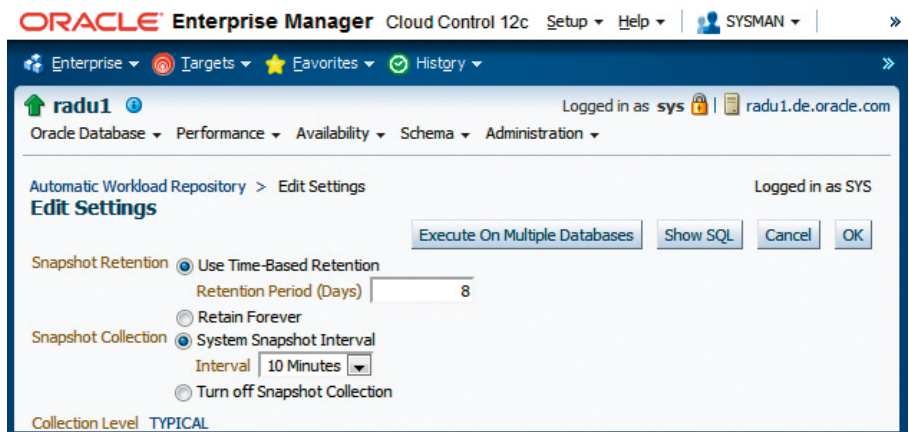 ORACLE Enterprise Manager Cloud Control 12c Setup Help SYSMAN »
Enterprise Targets Favorites History »
radu1 Logged in as sys radu1.de.oracle.com
Oracle Database Performance Availability Schema Administration
Automatic Workload Repository > Edit Settings Logged in as SYS
Edit Settings
Execute On Multiple Databases Show SQL Cancel OK
Snapshot Retention Use Time-Based Retention
Retention Period (Days) 8
Retain Forever
Snapshot Collection System Snapshot Interval
Interval 10 Minutes
Turn off Snapshot Collection
Collection Level TYPICAL